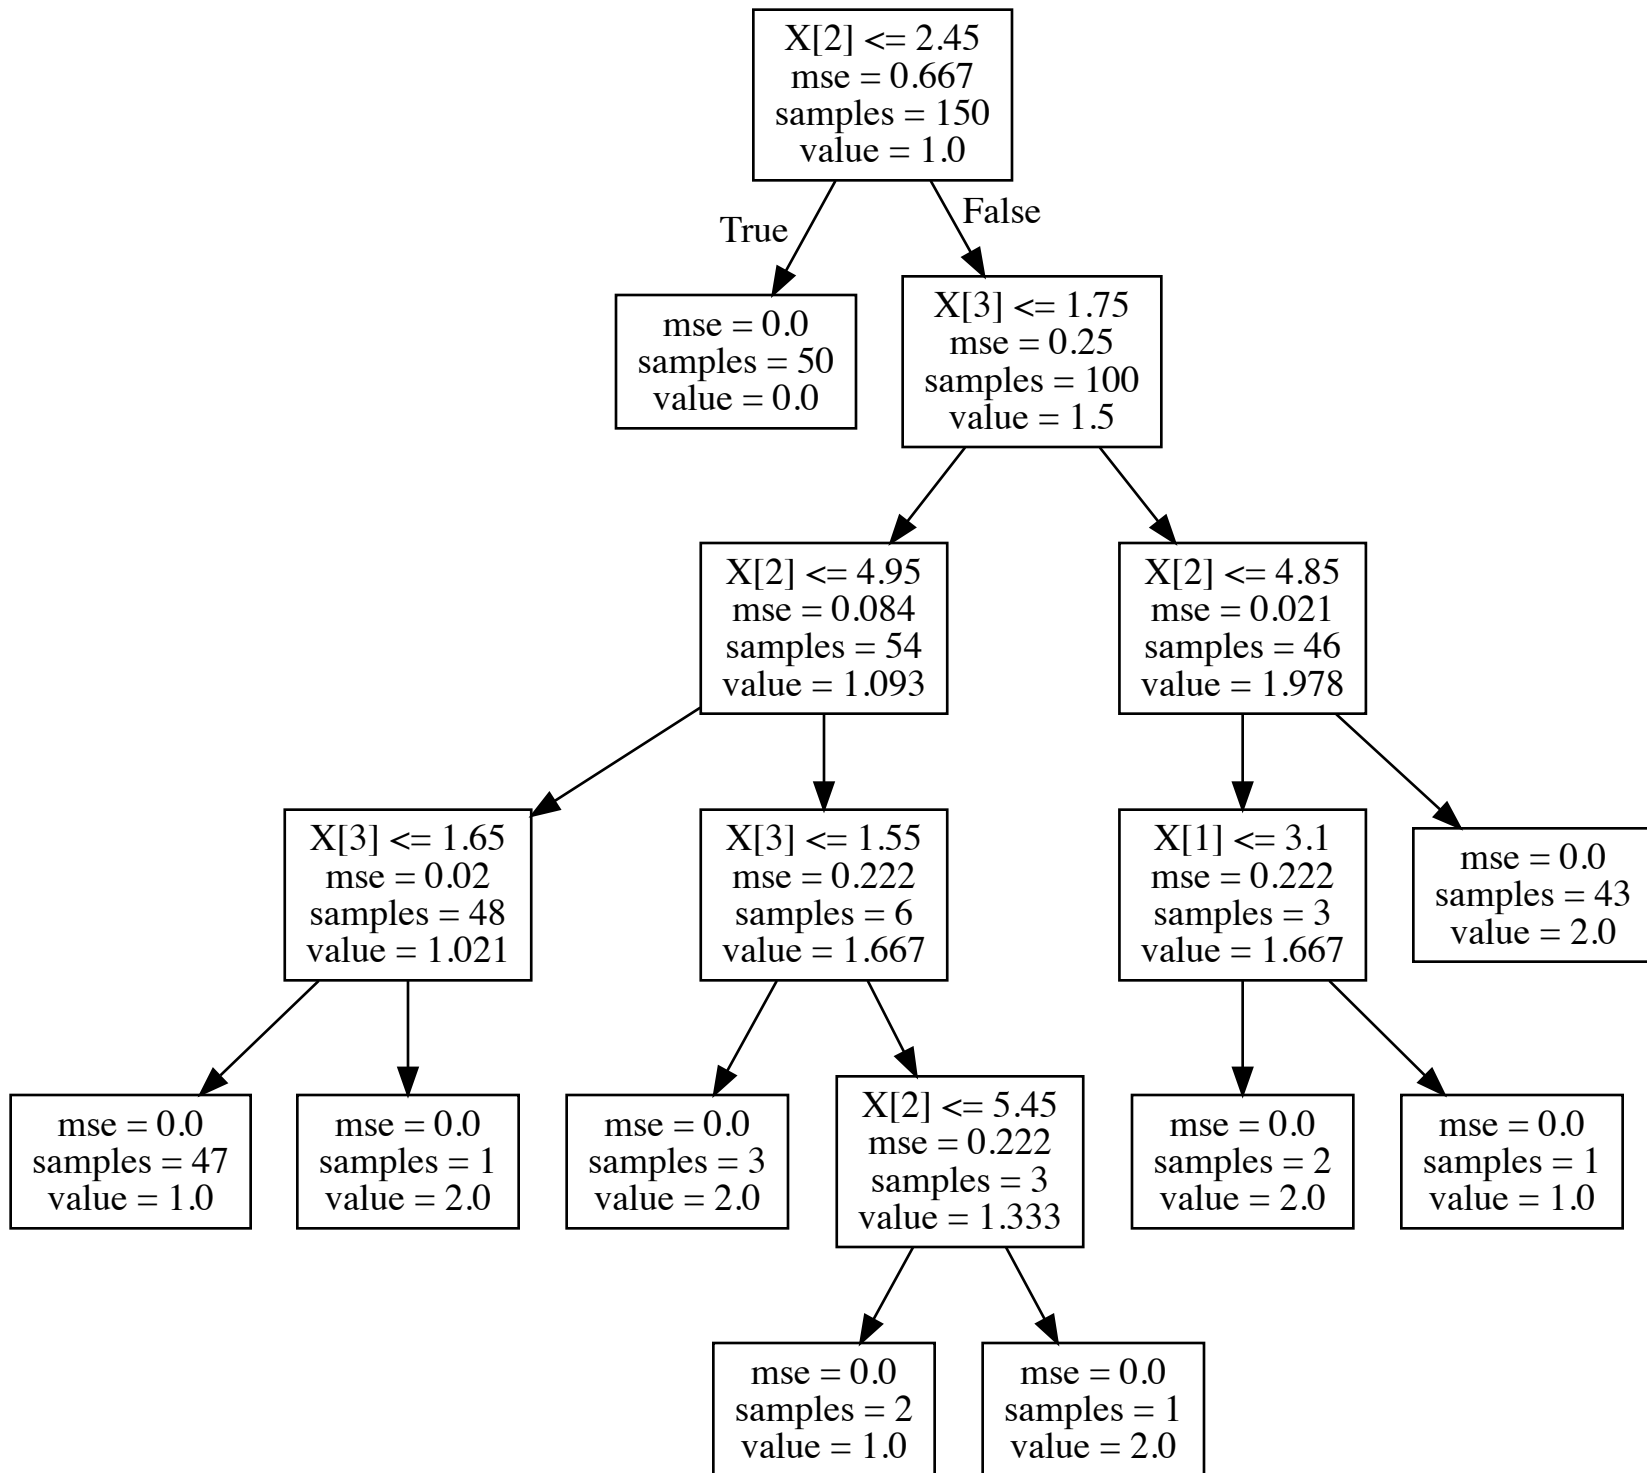 X[2] <= 2.45
mse = 0.667
samples = 150
value = 1.0
True
False
mse = 0.0
samples = 50
value = 0.0
X[3] <= 1.75
mse = 0.25
samples = 100
value = 1.5
X[2] <= 4.95
mse = 0.084
samples = 54
value = 1.093
X[2] <= 4.85
mse = 0.021
samples = 46
value = 1.978
X[3] <= 1.65
mse = 0.02
samples = 48
value = 1.021
X[3] <= 1.55
mse = 0.222
samples = 6
value = 1.667
X[1] <= 3.1
mse = 0.222
samples = 3
value = 1.667
mse = 0.0
samples = 43
value = 2.0
mse = 0.0
samples = 47
value = 1.0
mse = 0.0
samples = 1
value = 2.0
mse = 0.0
samples = 3
value = 2.0
X[2] <= 5.45
mse = 0.222
samples = 3
value = 1.333
mse = 0.0
samples = 2
value = 2.0
mse = 0.0
samples = 1
value = 1.0
mse = 0.0
samples = 2
value = 1.0
mse = 0.0
samples = 1
value = 2.0